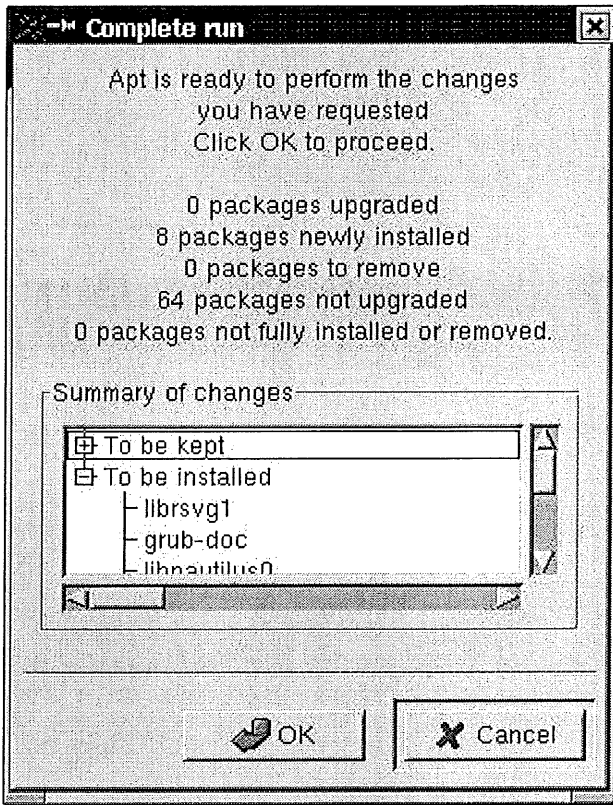 Complete run
Apt is ready to perform the changes
you have requested
Click OK to proceed.
0 packages upgraded
8 packages newly installed
0 packages to remove
64 packages not upgraded
0 packages not fully installed or removed.
Summary of changes
To be kept
To be installed
librsvg1
grub-doc
libnautilus0
OK
Cancel